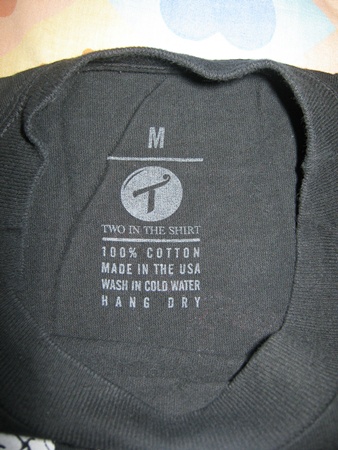 M
T
TWO IN THE SHIRT
100% COTTON
MADE IN THE USA
WASH IN COLD WATER
HANG DRY